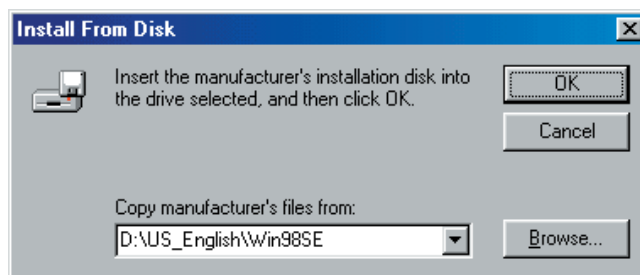 Install From Disk
Insert the manufacturer's installation disk into
the drive selected, and then click OK.
OK
Cancel
Copy manufacturer's files from:
D:\US_English\Win98SE
Browse...